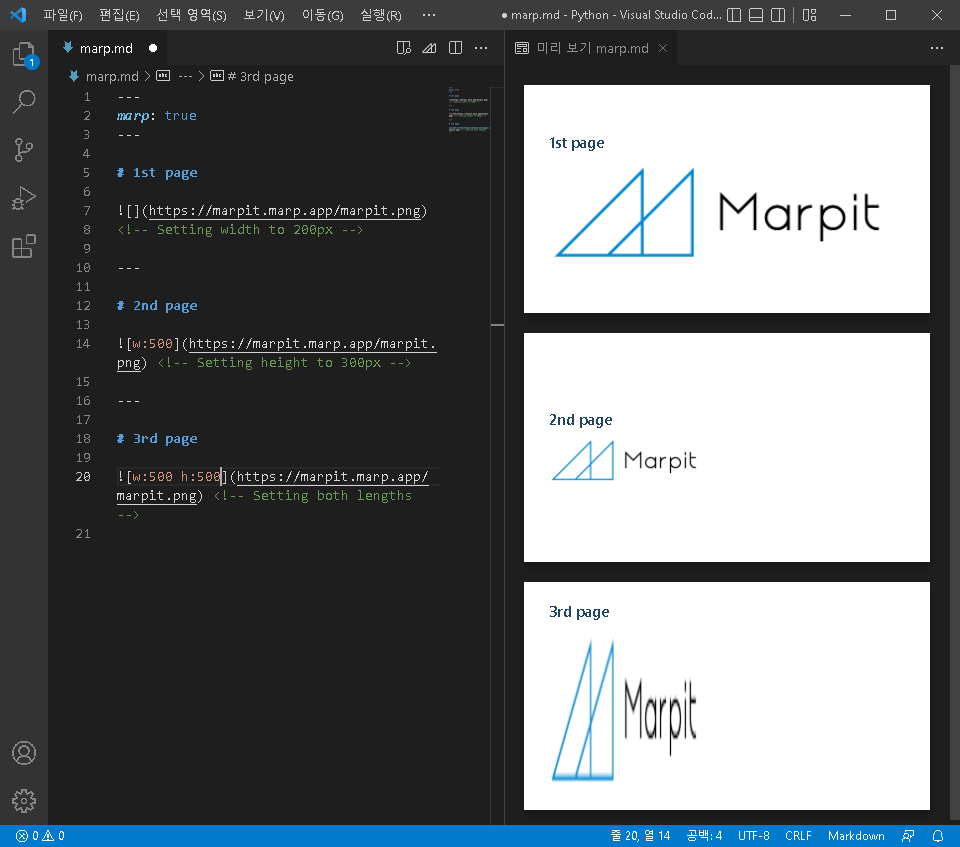 파일(F) 편집(E) 선택 영역(S) 보기(V) 이동(G) 실행(R) ··· ● marp.md - Python - Visual Studio Cod...
1
marp.md ●
미리 보기 marp.md
marp.md > --- > # 3rd page
1 ---
2 marp: true
3 ---
4
5 # 1st page
6
7 ![](https://marpit.marp.app/marpit.png)
8 <!-- Setting width to 200px -->
9
10 ---
11
12 # 2nd page
13
14 ![w:500](https://marpit.marp.app/marpit.
png) <!-- Setting height to 300px -->
15
16 ---
17
18 # 3rd page
19
20 ![w:500 h:500](https://marpit.marp.app/
marpit.png) <!-- Setting both lengths
-->
21
1st page
Marpit
2nd page
Marpit
3rd page
Marpit
0 0 줄 20, 열 14 공백: 4 UTF-8 CRLF Markdown